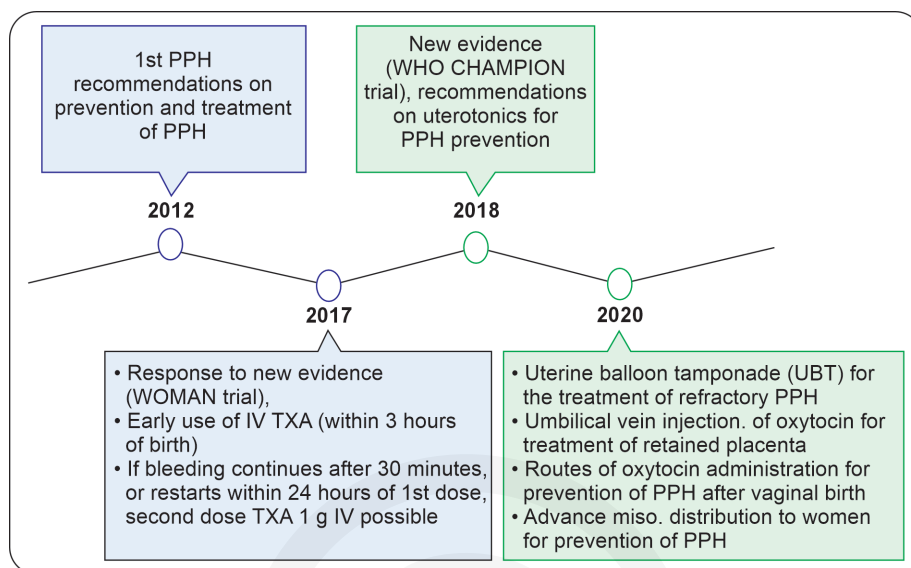 1st PPH
recommendations on
prevention and treatment
of PPH
2012
New evidence
(WHO CHAMPION
trial), recommendations
on uterotonics for
PPH prevention
2018
2017
• Response to new evidence
(WOMAN trial),
• Early use of IV TXA (within 3 hours
of birth)
• If bleeding continues after 30 minutes,
or restarts within 24 hours of 1st dose,
second dose TXA 1 g IV possible
2020
• Uterine balloon tamponade (UBT) for
the treatment of refractory PPH
• Umbilical vein injection. of oxytocin for
treatment of retained placenta
• Routes of oxytocin administration for
prevention of PPH after vaginal birth
• Advance miso. distribution to women
for prevention of PPH